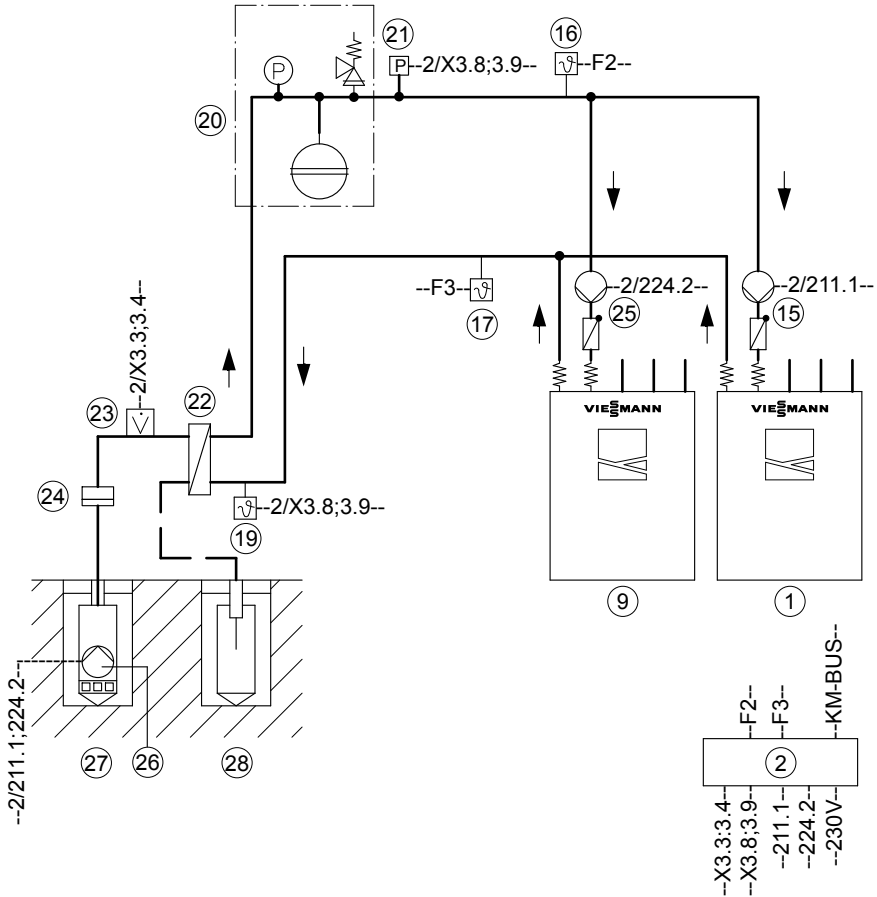 21
16
P
P
--2/X3.8;3.9--
--F2--
20
--F3--
--2/224.2--
--2/211.1--
17
25
15
--2/X3.3;3.4--
23
22
VIESMANN
VIESMANN
24
--2/X3.8;3.9--
19
9
1
--2/211.1;224.2--
27
26
28
--F2--
--F3--
--KM-BUS--
2
--X3.3:3.4--
--X3.8;3.9--
--211.1--
--224.2--
--230V--